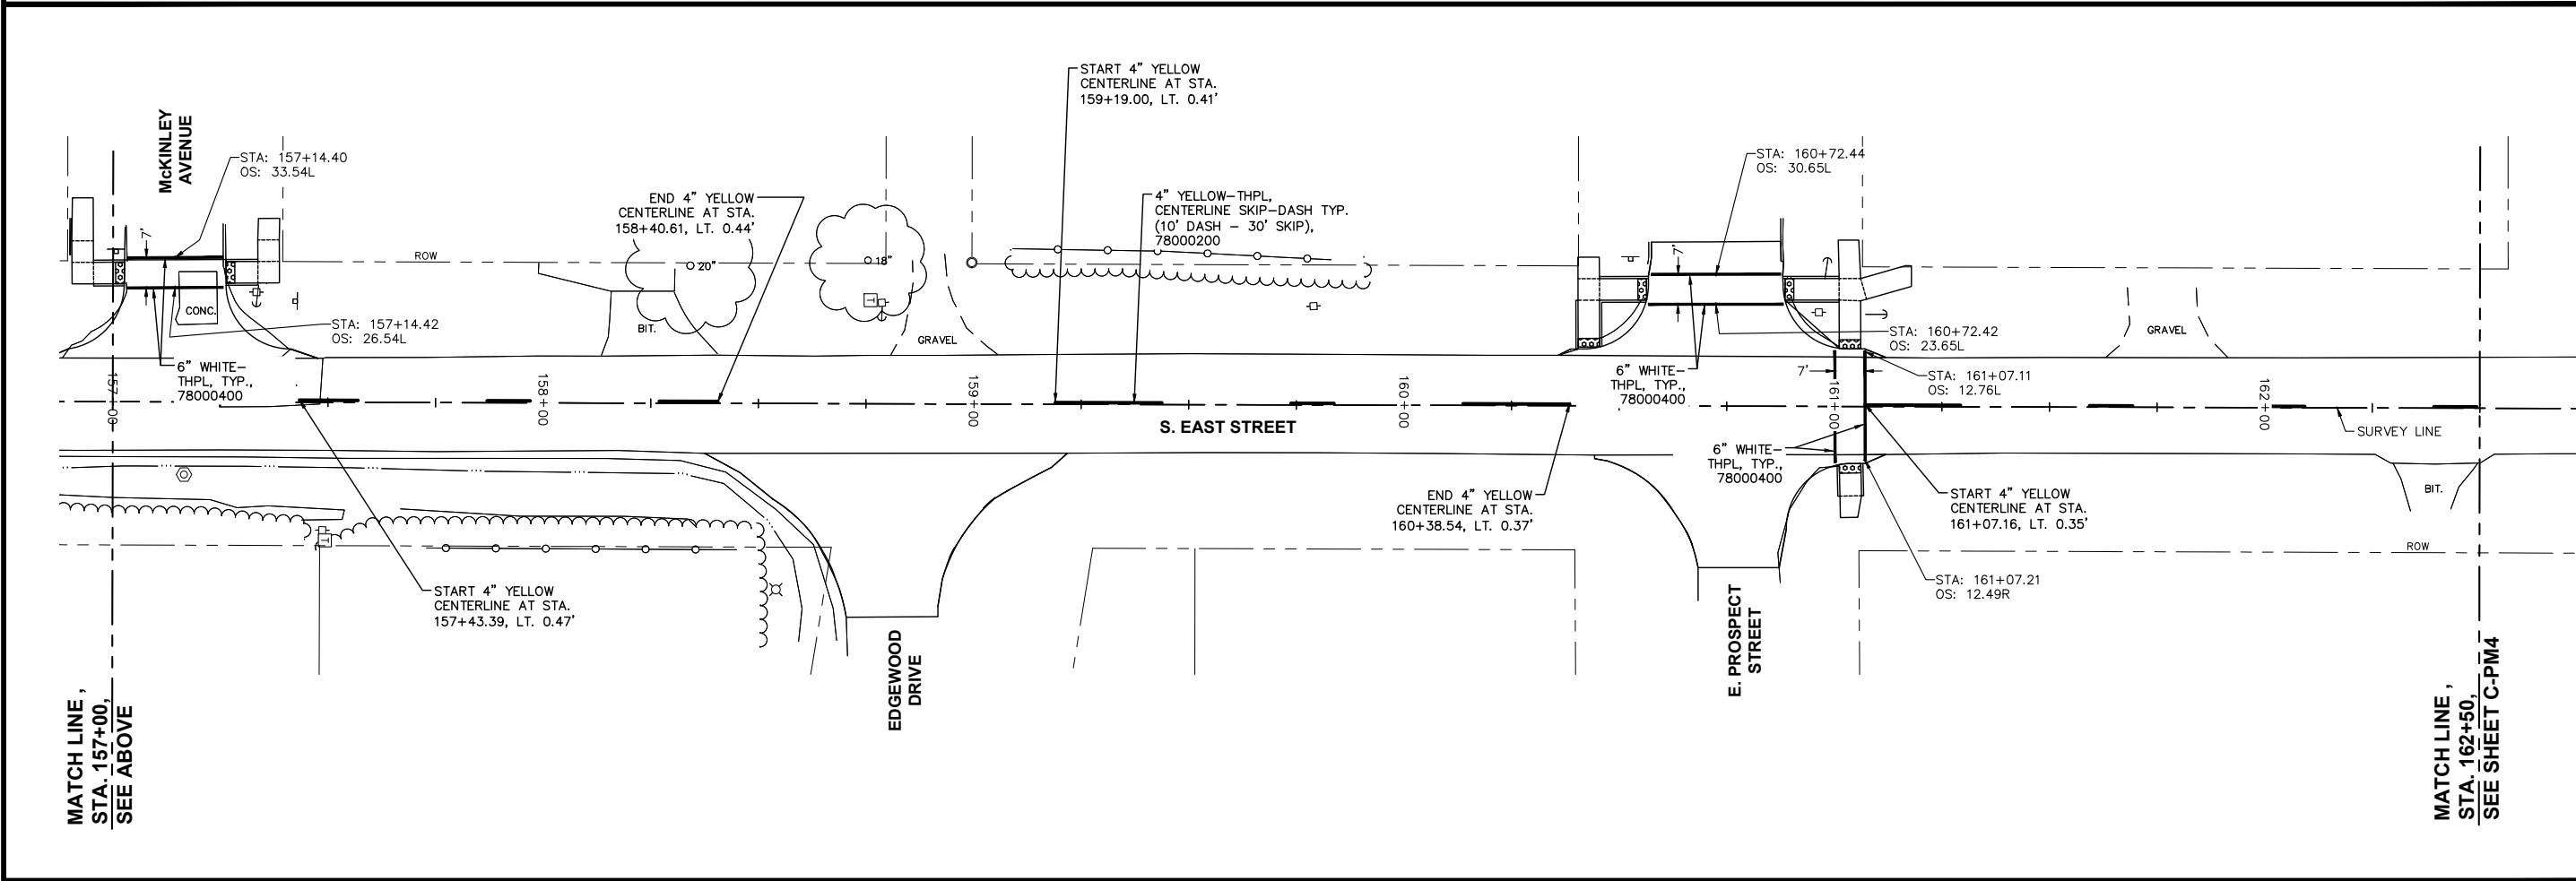 START 4" YELLOW
CENTERLINE AT STA.
159+19.00, LT. 0.41'
McKINLEY
AVENUE
STA: 157+14.40
OS: 33.54L
END 4" YELLOW
CENTERLINE AT STA.
158+40.61, LT. 0.44'
4" YELLOW-THPL,
CENTERLINE SKIP-DASH TYP.
(10' DASH - 30' SKIP),
78000200
STA: 160+72.44
OS: 30.65L
7'
ROW
20"
18"
7'
CONC.
T
STA: 157+14.42
OS: 26.54L
BIT.
GRAVEL
STA: 160+72.42
OS: 23.65L
GRAVEL
6" WHITE-
THPL, TYP.,
78000400
6" WHITE-
THPL, TYP.,
78000400
7'
STA: 161+07.11
OS: 12.76L
157+00
158+00
159+00
160+00
161+00
162+00
S. EAST STREET
SURVEY LINE
6" WHITE-
THPL, TYP.,
78000400
END 4" YELLOW
CENTERLINE AT STA.
160+38.54, LT. 0.37'
START 4" YELLOW
CENTERLINE AT STA.
161+07.16, LT. 0.35'
BIT.
T
ROW
START 4" YELLOW
CENTERLINE AT STA.
157+43.39, LT. 0.47'
STA: 161+07.21
OS: 12.49R
EDGEWOOD
DRIVE
E. PROSPECT
STREET
MATCH LINE ,
STA. 157+00,
SEE ABOVE
MATCH LINE ,
STA. 162+50,
SEE SHEET C-PM4